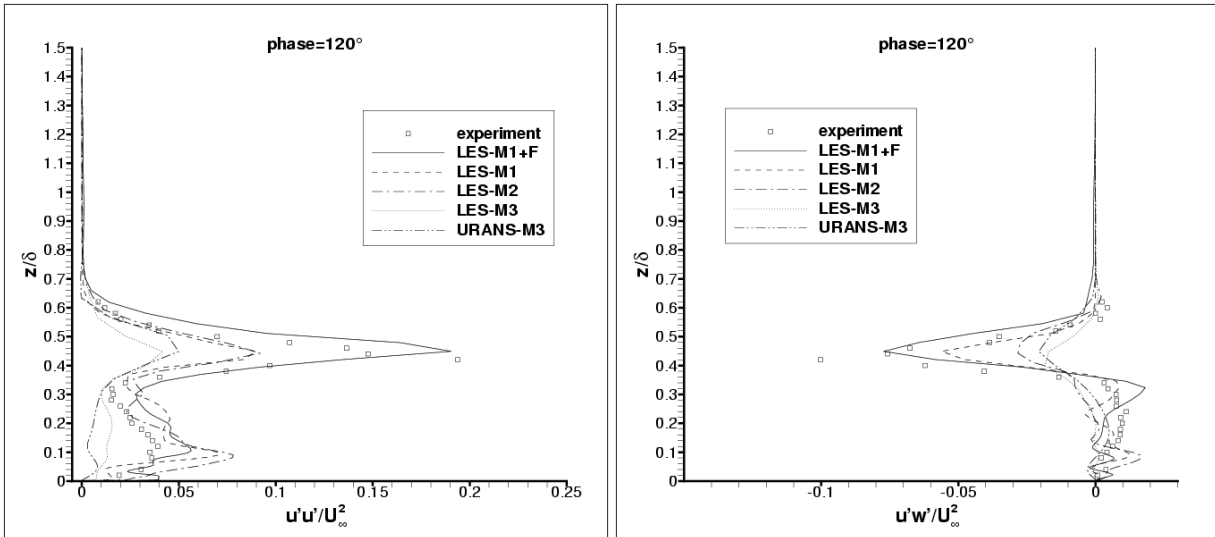 phase=120°
1.5
1.4
1.3
1.2
1.1
1
0.9
0.8
0.7
0.6
0.5
0.4
0.3
0.2
0.1
0
z/δ
experiment
LES-M1+F
LES-M1
LES-M2
LES-M3
URANS-M3
0 0.05 0.1 0.15 0.2 0.25
u'u'/U²∞
phase=120°
1.5
1.4
1.3
1.2
1.1
1
0.9
0.8
0.7
0.6
0.5
0.4
0.3
0.2
0.1
0
z/δ
experiment
LES-M1+F
LES-M1
LES-M2
LES-M3
URANS-M3
-0.1 -0.05 0
u'w'/U²∞